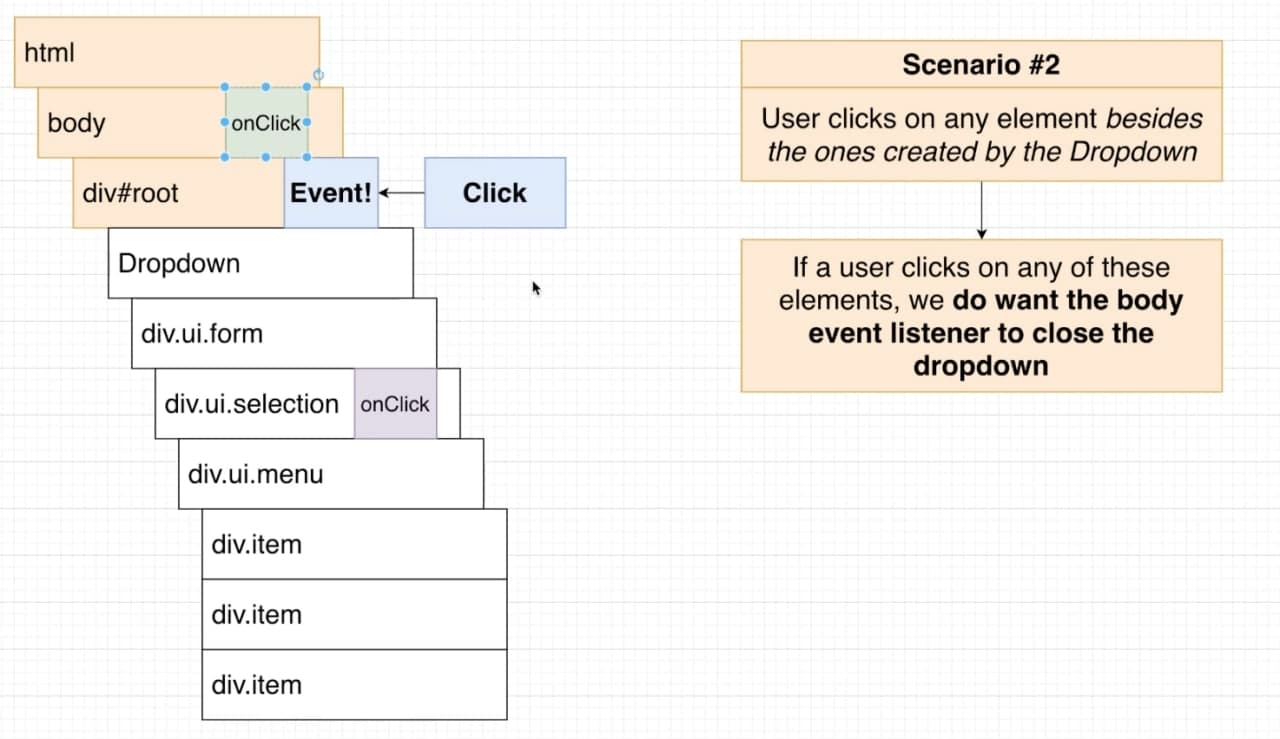 html
body
onClick
div#root
Event!
Click
Dropdown
div.ui.form
div.ui.selection
onClick
div.ui.menu
div.item
div.item
div.item
Scenario #2
User clicks on any element besides
the ones created by the Dropdown
If a user clicks on any of these
elements, we do want the body
event listener to close the
dropdown